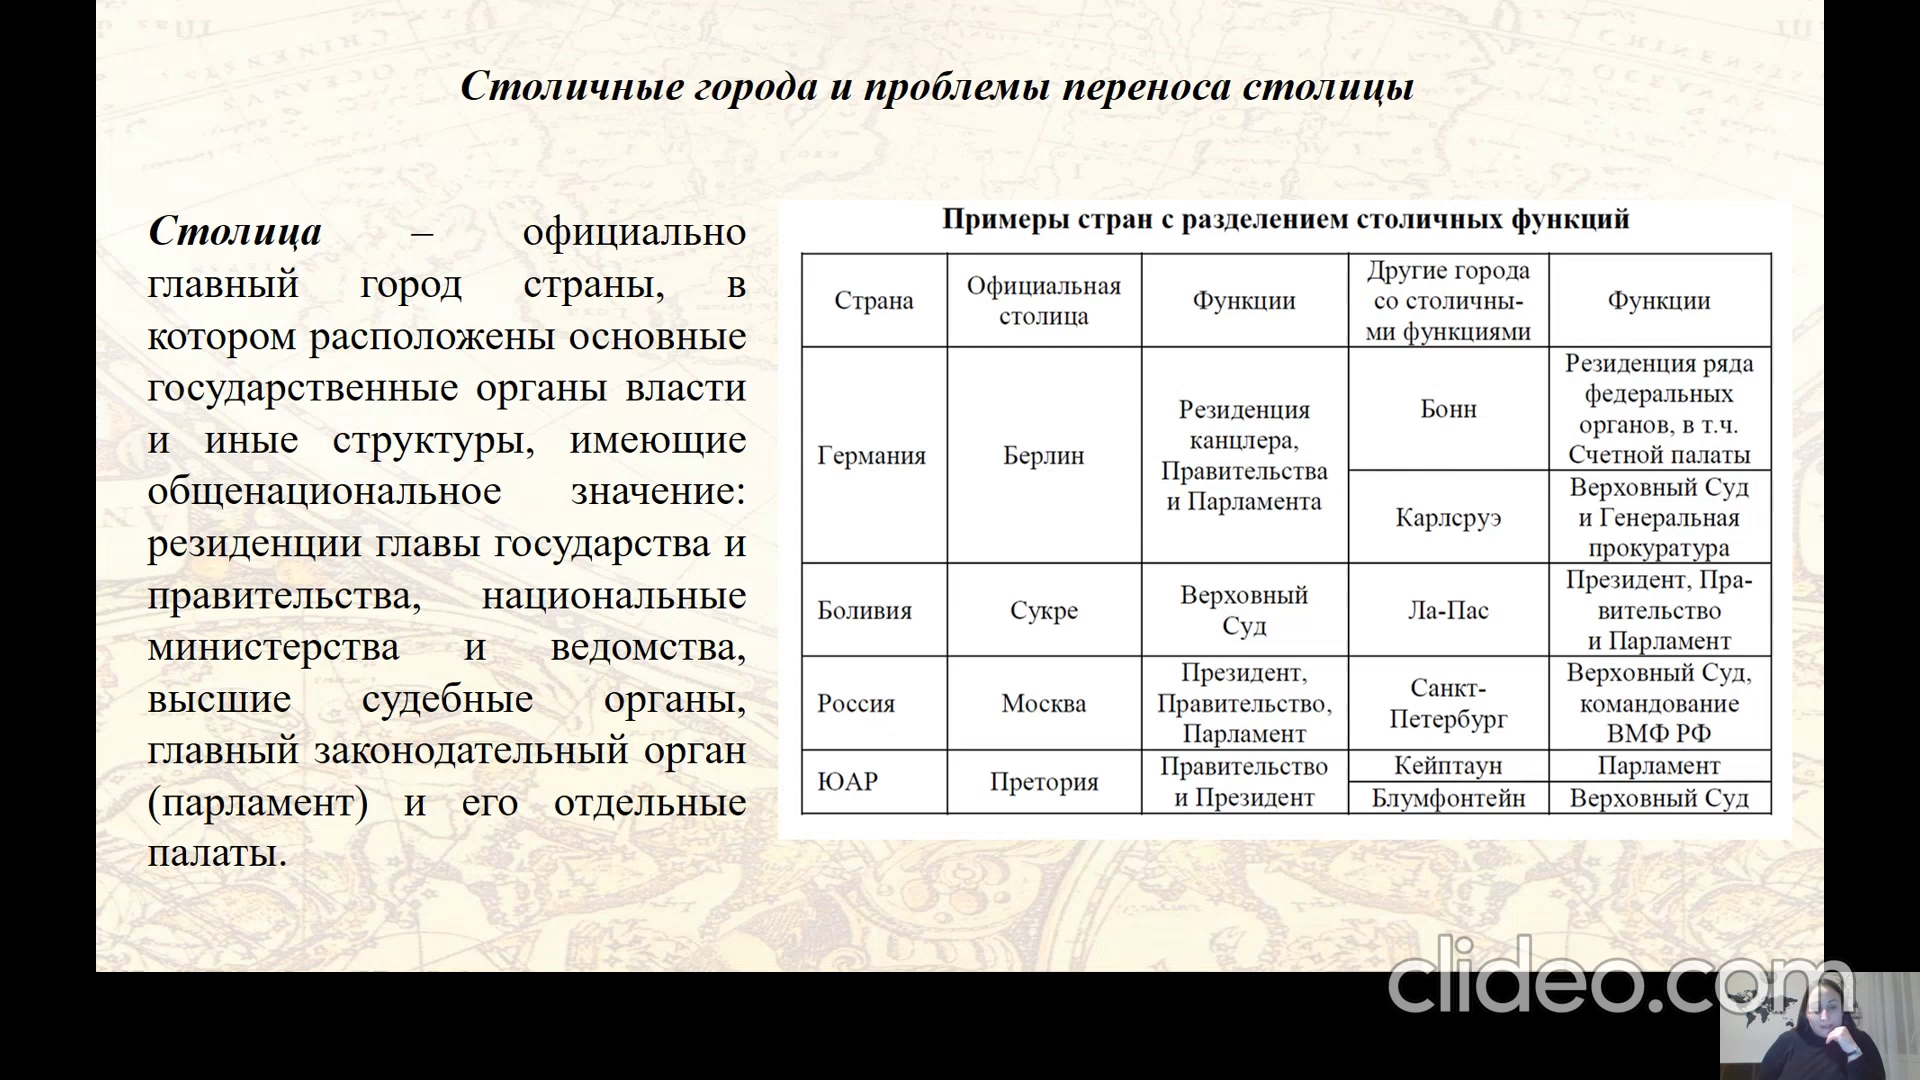 Столичные города и проблемы переноса столицы
Столица – официально
главный город страны, в
котором расположены основные
государственные органы власти
и иные структуры, имеющие
общенациональное значение:
резиденции главы государства и
правительства, национальные
министерства и ведомства,
высшие судебные органы,
главный законодательный орган
(парламент) и его отдельные
палаты.
Примеры стран с разделением столичных функций
Страна
Официальная
столица
Функции
Другие города
со столичны-
ми функциями
Функции
Германия
Берлин
Резиденция
канцлера,
Правительства
и Парламента
Бонн
Резиденция ряда
федеральных
органов, в т.ч.
Счетной палаты
Карлсруэ
Верховный Суд
и Генеральная
прокуратура
Боливия
Сукре
Верховный
Суд
Ла-Пас
Президент, Пра-
вительство
и Парламент
Россия
Москва
Президент,
Правительство,
Парламент
Санкт-
Петербург
Верховный Суд,
командование
ВМФ РФ
ЮАР
Претория
Правительство
и Президент
Кейптаун
Парламент
Блумфонтейн
Верховный Суд
clideo.com